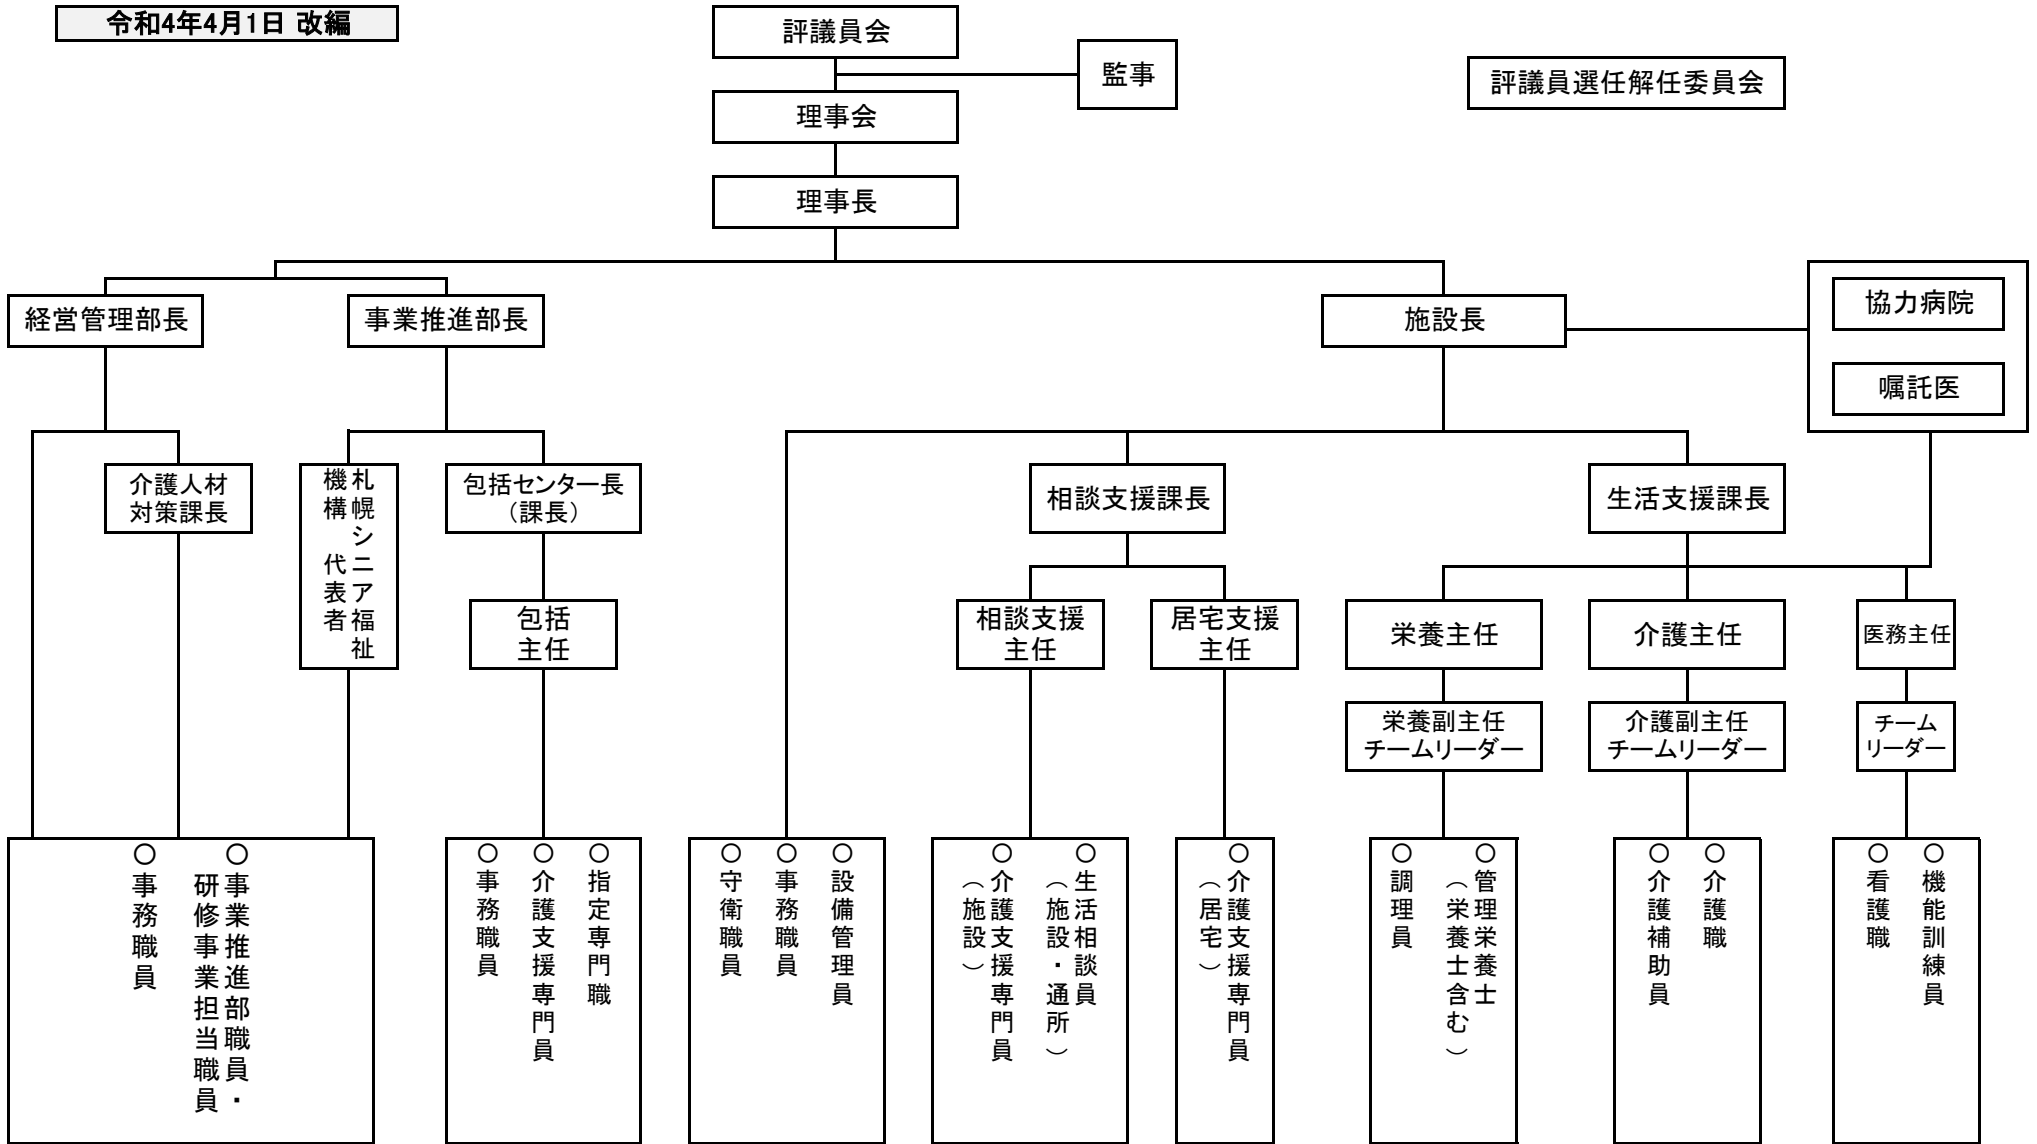 令和4年4月1日 改編
評議員会
監事
評議員選任解任委員会
理事会
理事長
経営管理部長
事業推進部長
施設長
協力病院
嘱託医
介護人材
対策課長
札幌シニア福祉
機構 代表者
包括センター長
（課長）
相談支援課長
生活支援課長
包括
主任
相談支援
主任
居宅支援
主任
栄養主任
介護主任
医務主任
栄養副主任
チームリーダー
介護副主任
チームリーダー
チーム
リーダー
○事業推進部職員・
研修事業担当職員
○事務職員
○指定専門職
○介護支援専門員
○事務職員
○設備管理員
○事務職員
○守衛職員
○生活相談員
（施設・通所）
○介護支援専門員
（施設）
○介護支援専門員
（居宅）
○管理栄養士
（栄養士含む）
○調理員
○介護職
○介護補助員
○機能訓練員
○看護職